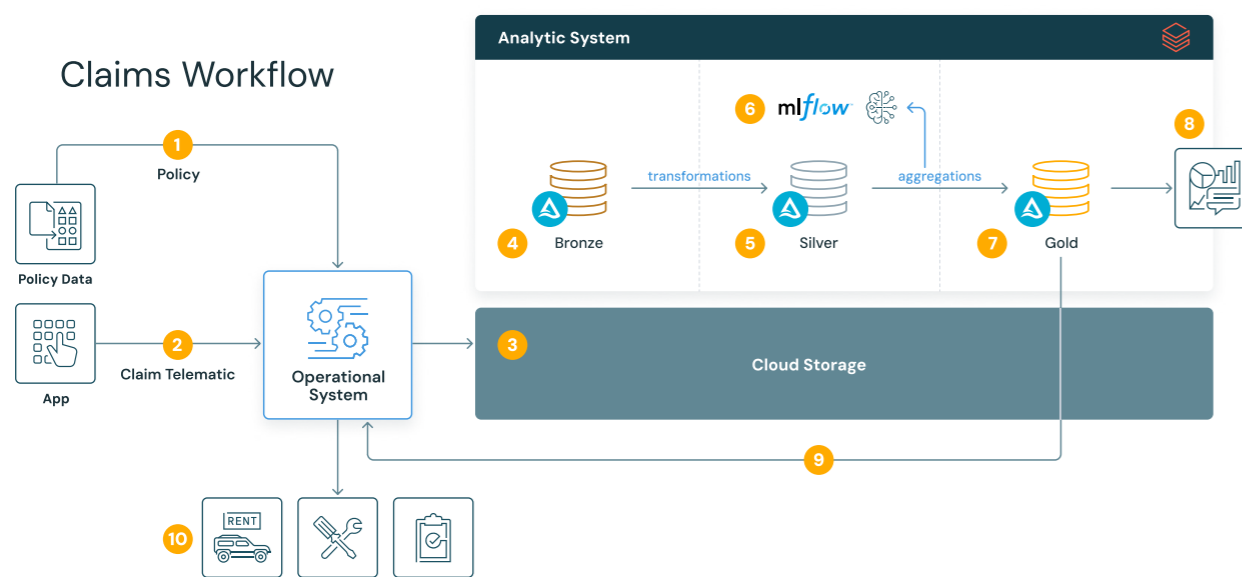 Claims Workflow
Analytic System
1
Policy
Policy Data
2
Claim Telematic
App
Operational
System
3
Cloud Storage
4
Bronze
transformations
5
Silver
6
mlflow
aggregations
7
Gold
8
9
10
RENT